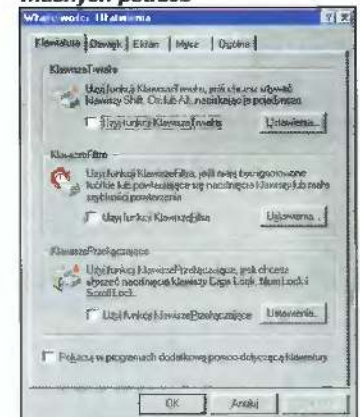 własnych potrzeb
Właściwości: Ułatwienia
Klawiatura Dźwięk Ekran Mysz Ogólne
KlawiszeTrwałe
Użyj funkcji KlawiszeTrwałe, jeśli chcesz używać
klawiszy Shift, Ctrl lub Alt, naciskając je pojedynczo.
Użyj funkcji KlawiszeTrwałe
Ustawienia...
KlawiszeFiltru
Użyj funkcji KlawiszeFiltru, jeśli mają być ignorowane
krótkie lub powtarzające się naciśnięcia klawiszy lub mała
szybkość powtarzania
Użyj funkcji KlawiszeFiltru
Ustawienia...
KlawiszePrzełączające
Użyj funkcji KlawiszePrzełączające, jeśli chcesz
słyszeć naciśnięcia klawiszy Caps Lock, Num Lock i
Scroll Lock.
Użyj funkcji KlawiszePrzełączające
Ustawienia...
Pokazuj w programach dodatkową pomoc dotyczącą klawiatury
OK
Anuluj